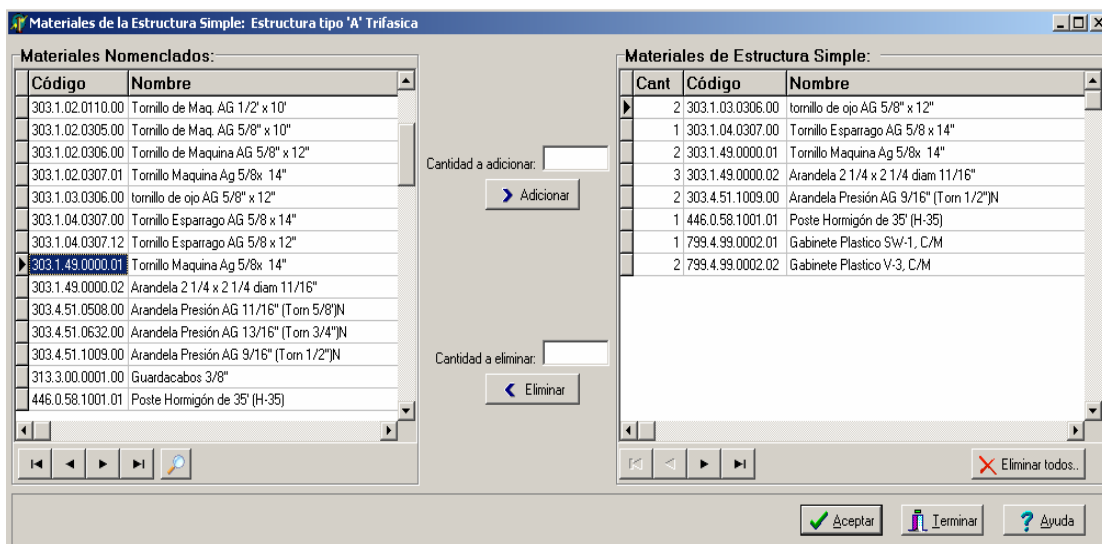 Materiales de la Estructura Simple: Estructura tipo 'A' Trifasica
Materiales Nomenclados:
Código Nombre
303.1.02.0110.00 Tornillo de Maq. AG 1/2' x 10'
303.1.02.0305.00 Tornillo de Maq. AG 5/8" x 10"
303.1.02.0306.00 Tornillo de Maquina AG 5/8" x 12"
303.1.02.0307.01 Tornillo Maquina Ag 5/8x 14"
303.1.03.0306.00 tornillo de ojo AG 5/8" x 12"
303.1.04.0307.00 Tornillo Esparrago AG 5/8 x 14"
303.1.04.0307.12 Tornillo Esparrago AG 5/8 x 12"
303.1.49.0000.01 Tornillo Maquina Ag 5/8x 14"
303.1.49.0000.02 Arandela 2 1/4 x 2 1/4 diam 11/16"
303.4.51.0508.00 Arandela Presión AG 11/16" (Torn 5/8')N
303.4.51.0632.00 Arandela Presión AG 13/16" (Torn 3/4")N
303.4.51.1009.00 Arandela Presión AG 9/16" (Torn 1/2")N
313.3.00.0001.00 Guardacabos 3/8"
446.0.58.1001.01 Poste Hormigón de 35' (H-35)
Cantidad a adicionar:
Adicionar
Cantidad a eliminar:
Eliminar
Materiales de Estructura Simple:
Cant Código Nombre
2 303.1.03.0306.00 tornillo de ojo AG 5/8" x 12"
1 303.1.04.0307.00 Tornillo Esparrago AG 5/8 x 14"
2 303.1.49.0000.01 Tornillo Maquina Ag 5/8x 14"
3 303.1.49.0000.02 Arandela 2 1/4 x 2 1/4 diam 11/16"
2 303.4.51.1009.00 Arandela Presión AG 9/16" (Torn 1/2")N
1 446.0.58.1001.01 Poste Hormigón de 35' (H-35)
1 799.4.99.0002.01 Gabinete Plastico SW-1, C/M
2 799.4.99.0002.02 Gabinete Plastico V-3, C/M
Eliminar todos..
Aceptar
Terminar
Ayuda